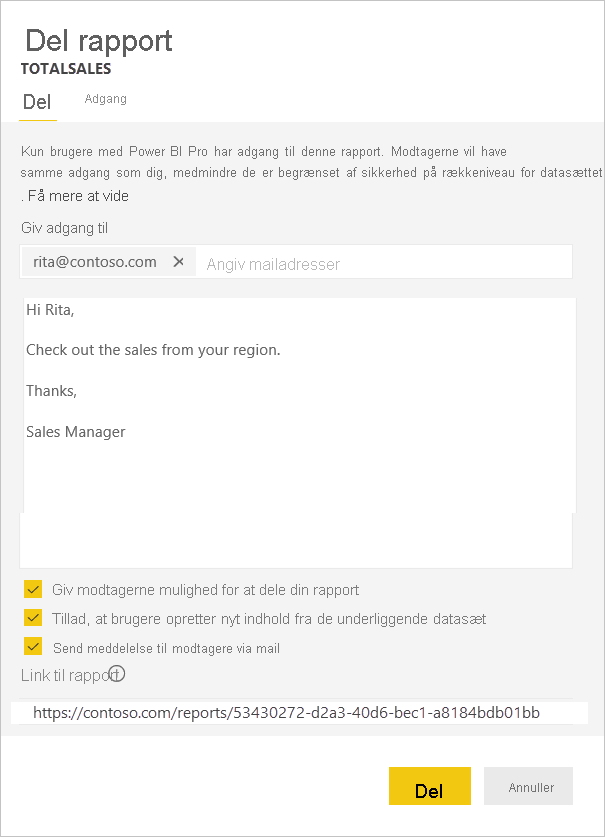 Del rapport
TOTALSALES
Del
Adgang
Kun brugere med Power BI Pro har adgang til denne rapport. Modtagerne vil have
samme adgang som dig, medmindre de er begrænset af sikkerhed på rækkeniveau for datasættet
. Få mere at vide
Giv adgang til
rita@contoso.com
Angiv mailadresser
Hi Rita,
Check out the sales from your region.
Thanks,
Sales Manager
Giv modtagerne mulighed for at dele din rapport
Tillad, at brugere opretter nyt indhold fra de underliggende datasæt
Send meddelelse til modtagere via mail
Link til rapport
https://contoso.com/reports/53430272-d2a3-40d6-bec1-a8184bdb01bb
Del
Annuller